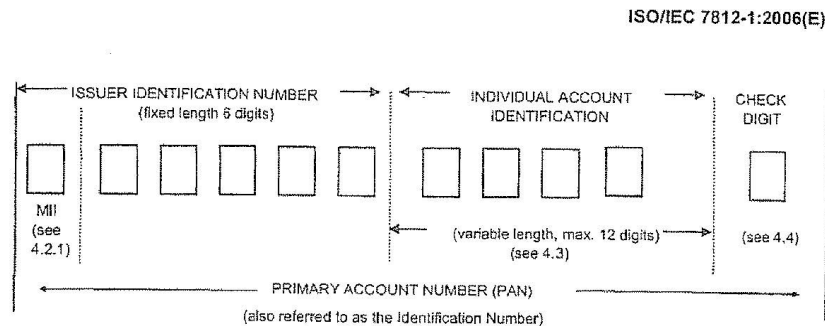 ISO/IEC 7812-1:2006(E)
ISSUER IDENTIFICATION NUMBER
(fixed length 6 digits)
INDIVIDUAL ACCOUNT
IDENTIFICATION
CHECK
DIGIT
MII
(see
4.2.1)
(variable length, max. 12 digits)
(see 4.3)
(see 4.4)
PRIMARY ACCOUNT NUMBER (PAN)
(also referred to as the Identification Number)